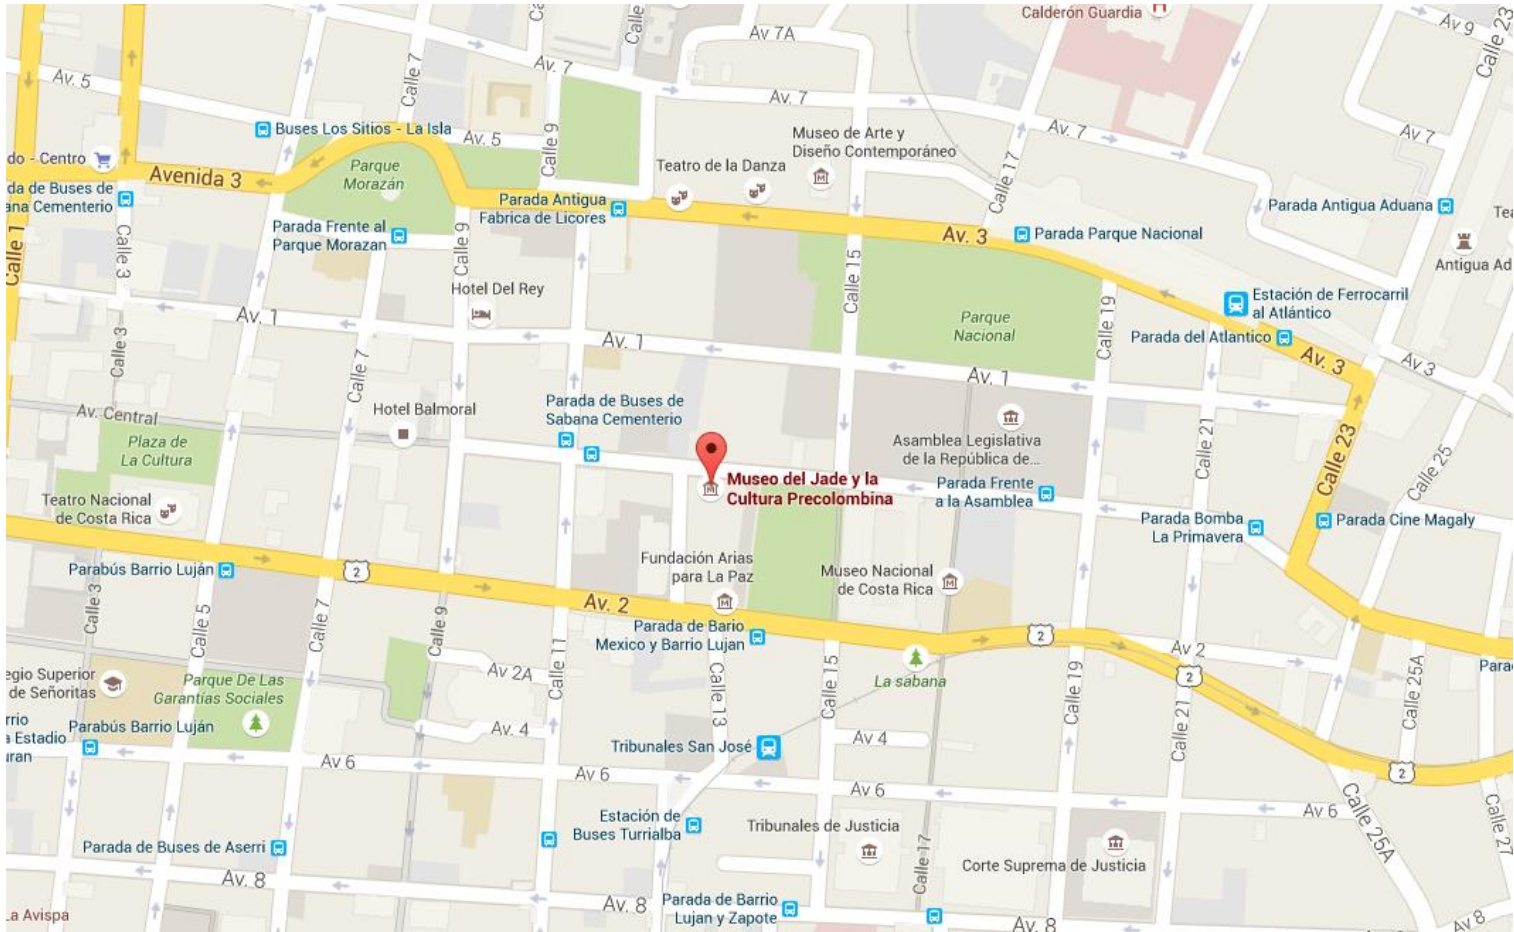 Calderón Guardia
Av 9
Calle 23
Calle
Av 7A
Av. 7
Av. 7
Av. 7
Av 7
Av. 5
Calle 7
Buses Los Sitios - La Isla
Av. 5
Calle 9
Museo de Arte y
Diseño Contemporáneo
Teatro de la Danza
Calle 17
do - Centro
Avenida 3
Parque
Morazán
da de Buses de
ana Cementerio
Parada Antigua
Fabrica de Licores
Parada Antigua Aduana
Tea
Parada Frente al
Parque Morazan
Av. 3
Parada Parque Nacional
Calle 1
Calle 3
Calle 9
Calle 15
Antigua Ad
Hotel Del Rey
Estación de Ferrocarril
al Atlántico
Av. 1
Parque
Nacional
Calle 19
Parada del Atlantico
Av. 3
Av 3
Calle 3
Calle 7
Av. 1
Av. 1
Av. Central
Hotel Balmoral
Parada de Buses de
Sabana Cementerio
Plaza de
La Cultura
Asamblea Legislativa
de la República de...
Calle 21
Calle 23
Calle 25
Museo del Jade y la
Cultura Precolombina
Parada Frente
a la Asamblea
Teatro Nacional
de Costa Rica
Parada Bomba
La Primavera
Parada Cine Magaly
Parabús Barrio Luján
2
Fundación Arias
para La Paz
Museo Nacional
de Costa Rica
Calle 3
Calle 5
Calle 7
Calle 9
Av. 2
Parada de Bario
Mexico y Barrio Lujan
2
Av 2
Calle 11
Calle 13
Calle 15
Calle 19
Calle 21
Calle 25A
Para
egio Superior
de Señoritas
Parque De Las
Garantías Sociales
Av 2A
La sabana
2
rrio
a Estadio
uran
Parabús Barrio Luján
Av. 4
Tribunales San José
Av 4
Av 6
Av 6
Av 6
Av 6
2
Calle 25A
Calle 27
Estación de
Buses Turrialba
Tribunales de Justicia
Calle 17
Corte Suprema de Justicia
Parada de Buses de Aserri
Av. 8
Av. 8
Parada de Barrio
Lujan y Zapote
Av. 8
Av 8
La Avispa